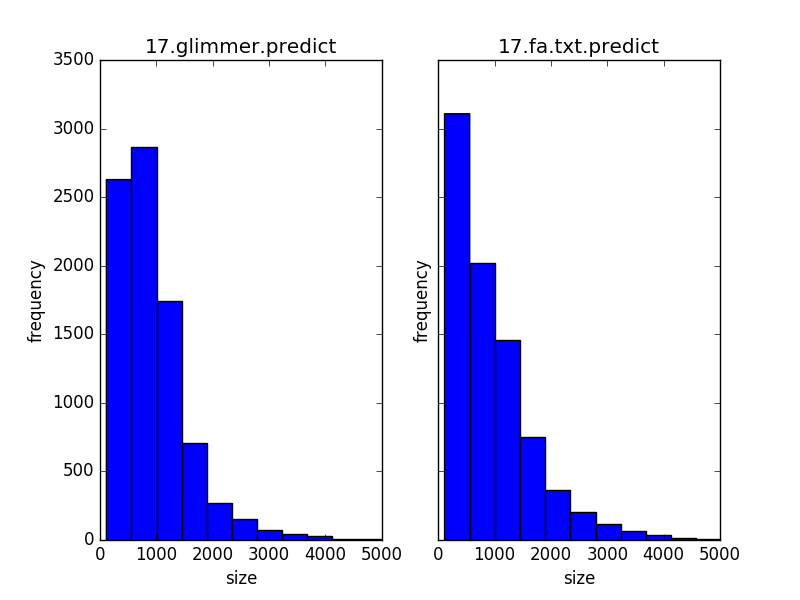 17.glimmer.predict
3500
3000
2500
2000
1500
1000
500
0
frequency
0 1000 2000 3000 4000 5000
size
17.fa.txt.predict
frequency
0 1000 2000 3000 4000 5000
size